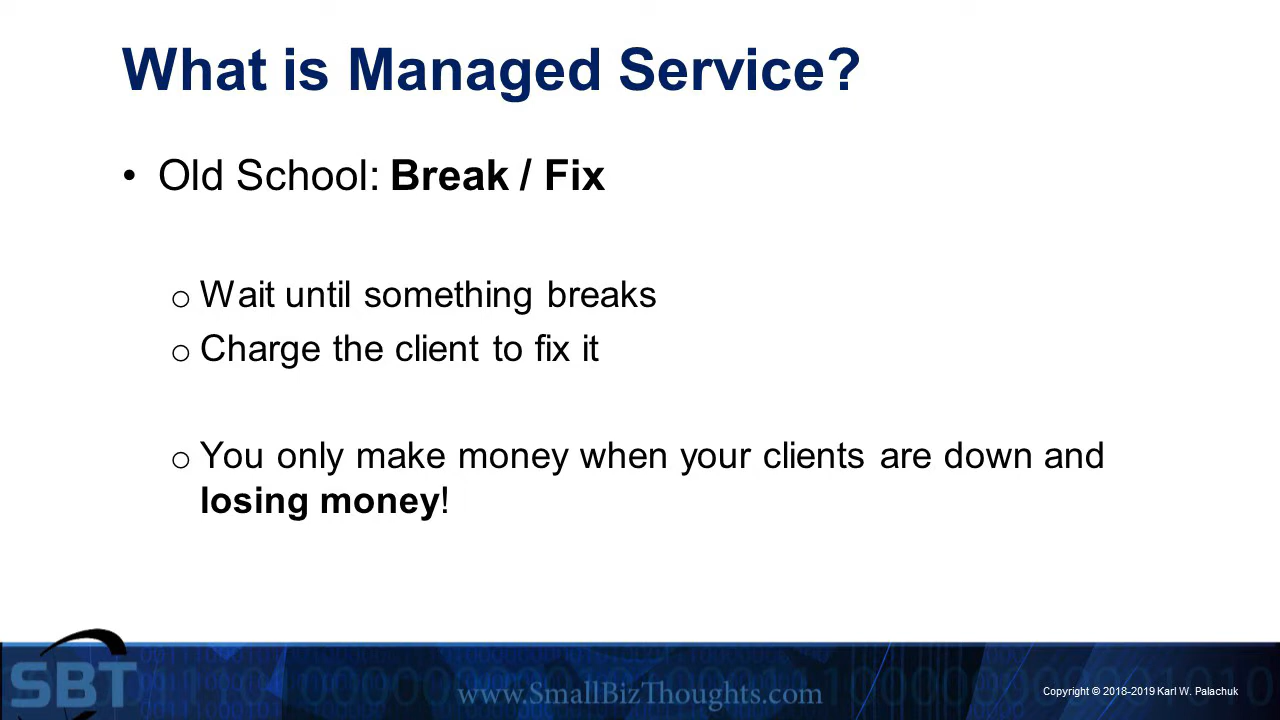 What is Managed Service?
• Old School: Break / Fix
o Wait until something breaks
o Charge the client to fix it
o You only make money when your clients are down and
losing money!
SBT
www.SmallBizThoughts.com
Copyright © 2018-2019 Karl W. Palachuk